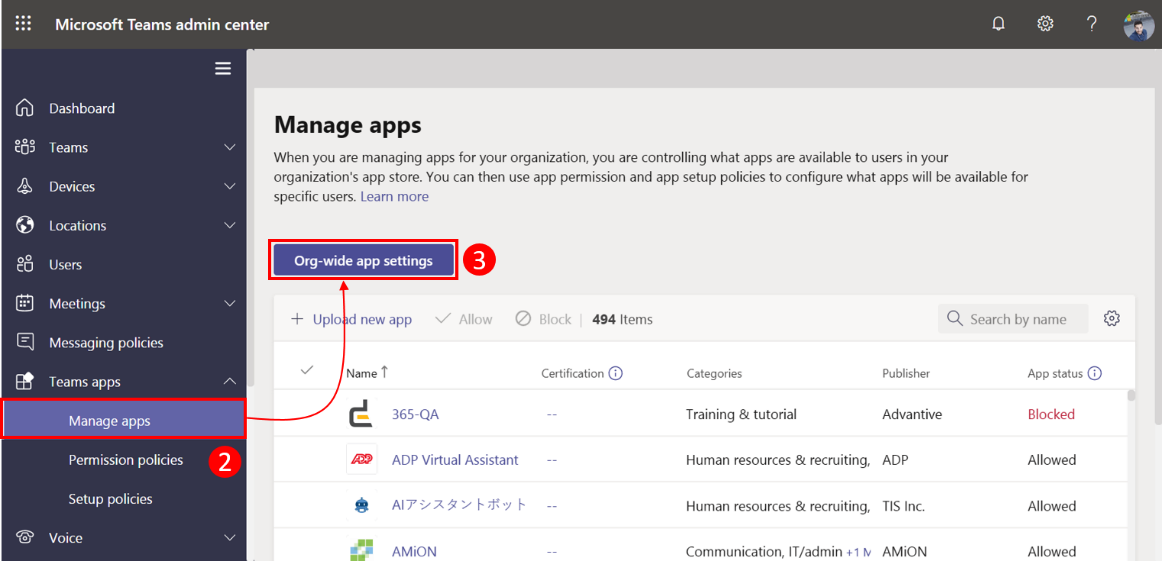 Microsoft Teams admin center
?
Dashboard
Teams
Devices
Locations
Users
Meetings
Messaging policies
Teams apps
Manage apps
Permission policies
2
Setup policies
Voice
Manage apps
When you are managing apps for your organization, you are controlling what apps are available to users in your
organization's app store. You can then use app permission and app setup policies to configure what apps will be available for
specific users. Learn more
Org-wide app settings
3
+ Upload new app Allow Block | 494 Items Search by name
Name ↑ Certification Categories Publisher App status
365-QA -- Training & tutorial Advantive Blocked
ADP ADP Virtual Assistant -- Human resources & recruiting, ADP Allowed
AIアシスタントボット -- Human resources & recruiting, TIS Inc. Allowed
AMiON -- Communication, IT/admin +1 M AMiON Allowed